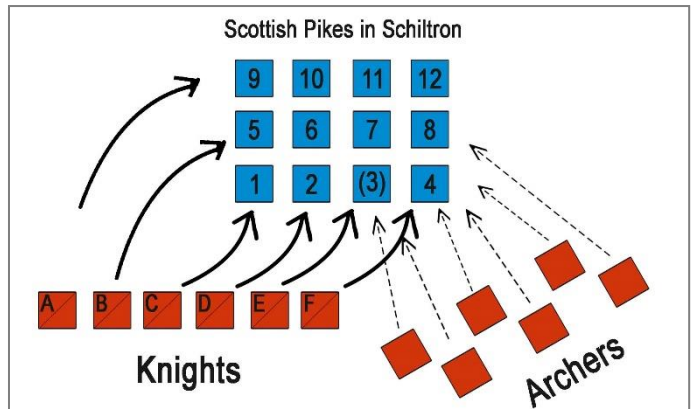 Scottish Pikes in Schiltron
9 10 11 12
5 6 7 8
1 2 (3) 4
A B C D E F
Knights
Archers